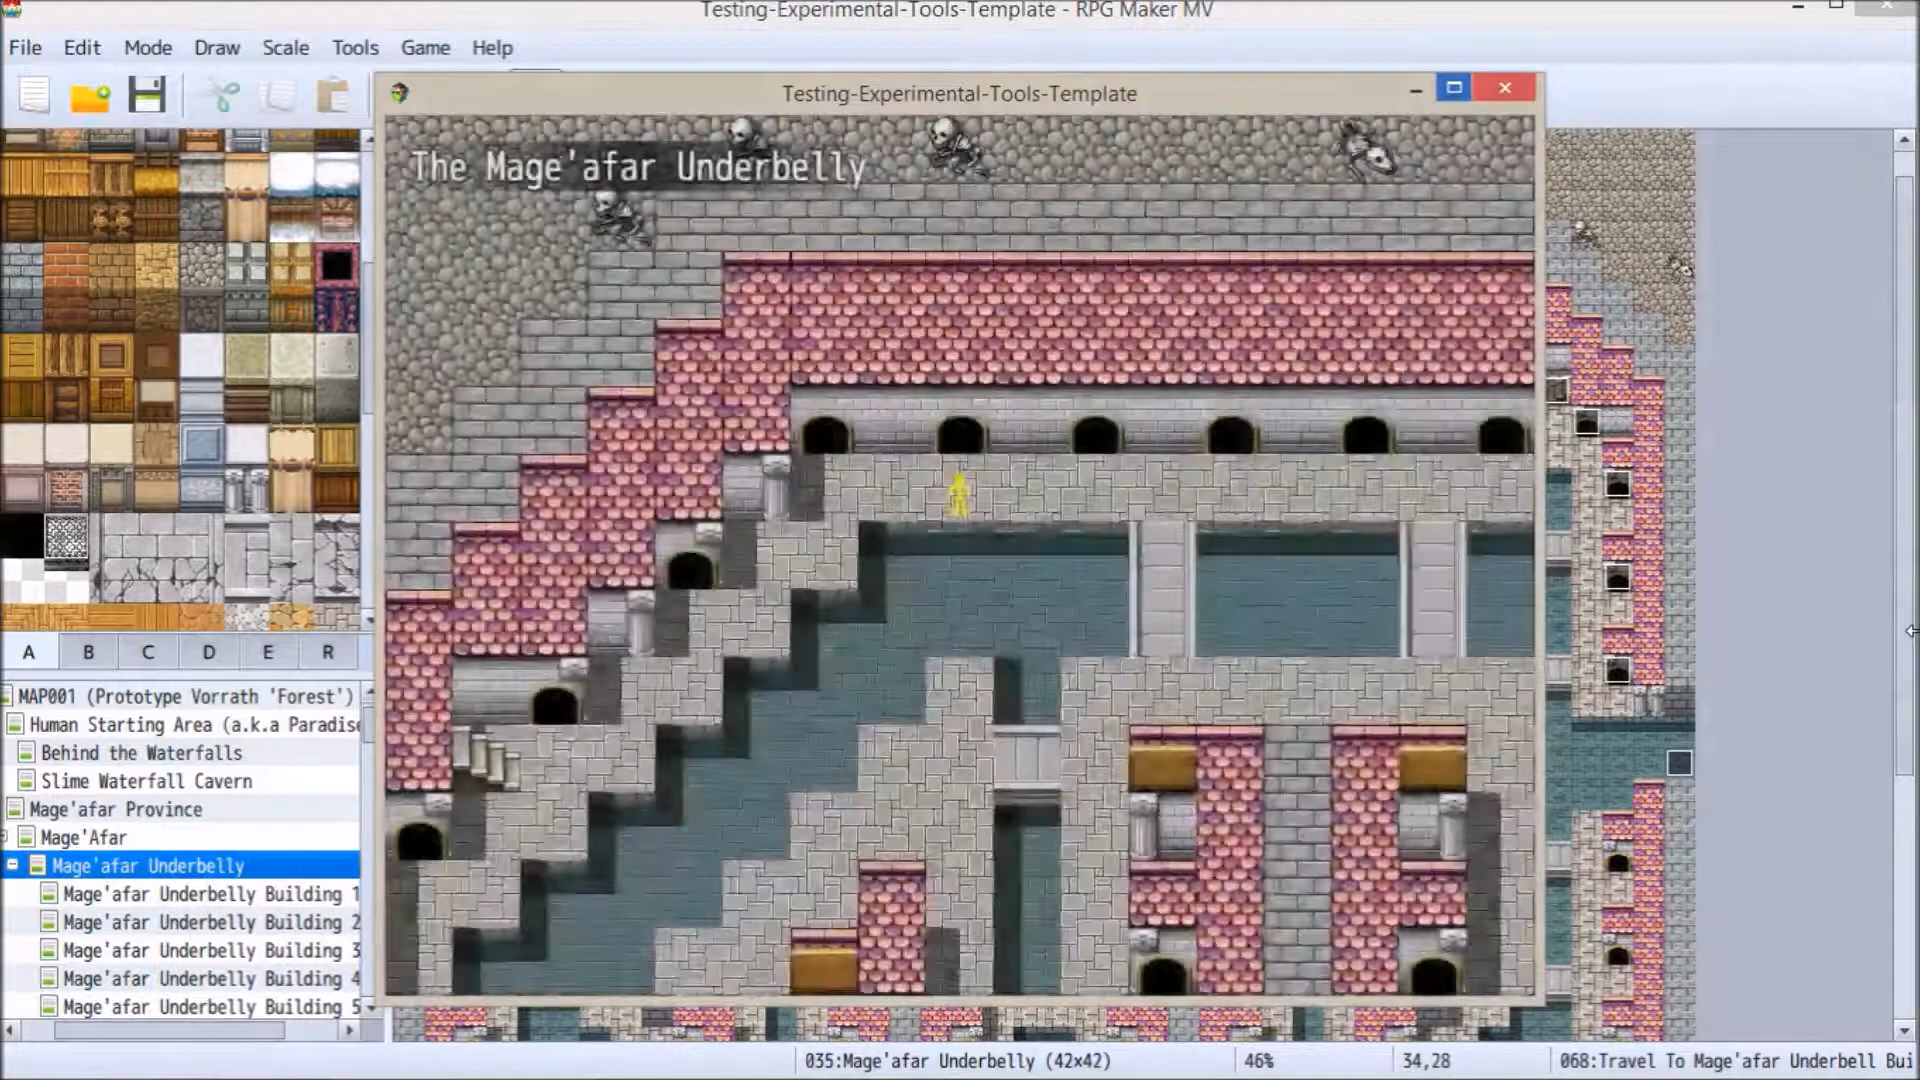 Testing-Experimental-Tools-Template - RPG Maker MV
File Edit Mode Draw Scale Tools Game Help
Testing-Experimental-Tools-Template
The Mage'afar Underbelly
A B C D E R
MAP001 (Prototype Vorrath 'Forest')
Human Starting Area (a.k.a Paradise
Behind the Waterfalls
Slime Waterfall Cavern
Mage'afar Province
Mage'Afar
Mage'afar Underbelly
Mage'afar Underbelly Building 1
Mage'afar Underbelly Building 2
Mage'afar Underbelly Building 3
Mage'afar Underbelly Building 4
Mage'afar Underbelly Building 5
035:Mage'afar Underbelly (42x42) 46% 34,28 068:Travel To Mage'afar Underbell Bui